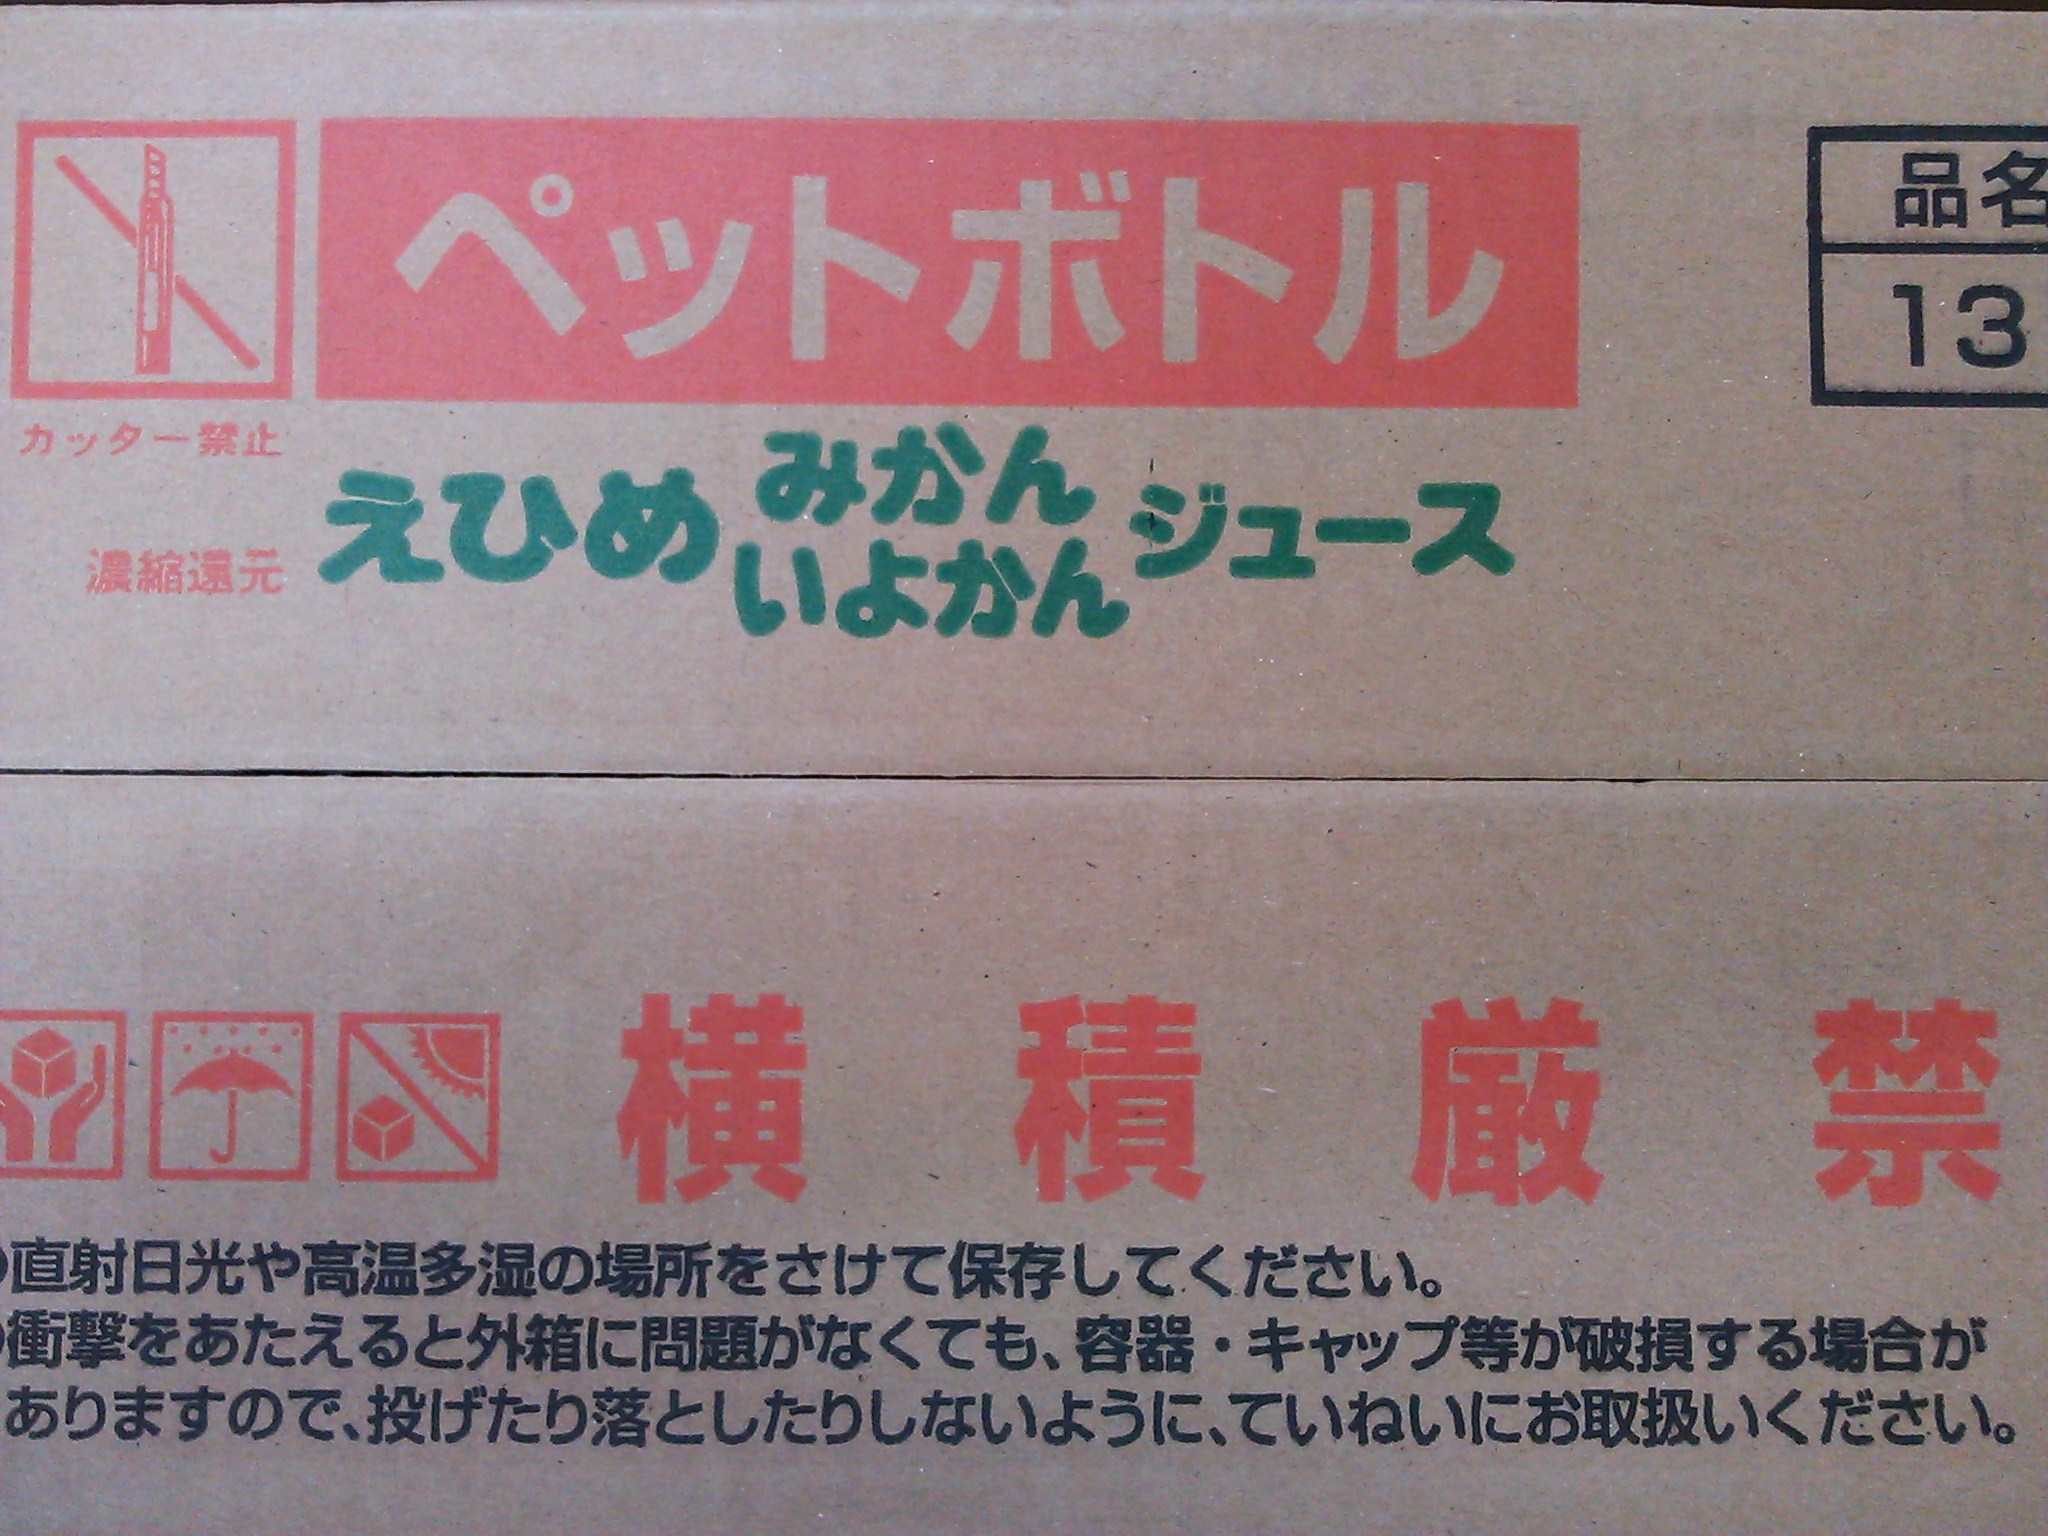 ペットボトル
品名
13
カッター禁止
えひめ みかん ジュース
いよかん
濃縮還元
横積厳禁
直射日光や高温多湿の場所をさけて保存してください。
衝撃をあたえると外箱に問題がなくても、容器・キャップ等が破損する場合が
ありますので、投げたり落としたりしないように、ていねいにお取扱いください。